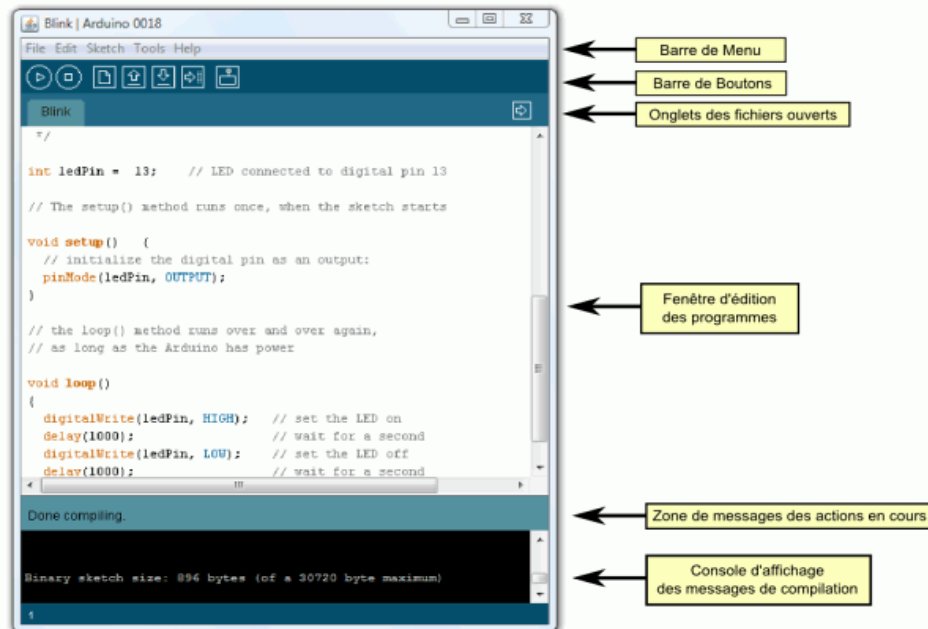 Blink | Arduino 0018
File Edit Sketch Tools Help
Barre de Menu
Barre de Boutons
Blink
Onglets des fichiers ouverts
*/
int ledPin = 13; // LED connected to digital pin 13
// The setup() method runs once, when the sketch starts
void setup() {
// initialize the digital pin as an output:
pinMode(ledPin, OUTPUT);
}
Fenêtre d'édition
des programmes
// the loop() method runs over and over again,
// as long as the Arduino has power
void loop()
{
digitalWrite(ledPin, HIGH); // set the LED on
delay(1000); // wait for a second
digitalWrite(ledPin, LOW); // set the LED off
delay(1000); // wait for a second
Done compiling.
Zone de messages des actions en cours
Binary sketch size: 896 bytes (of a 30720 byte maximum)
Console d'affichage
des messages de compilation
1